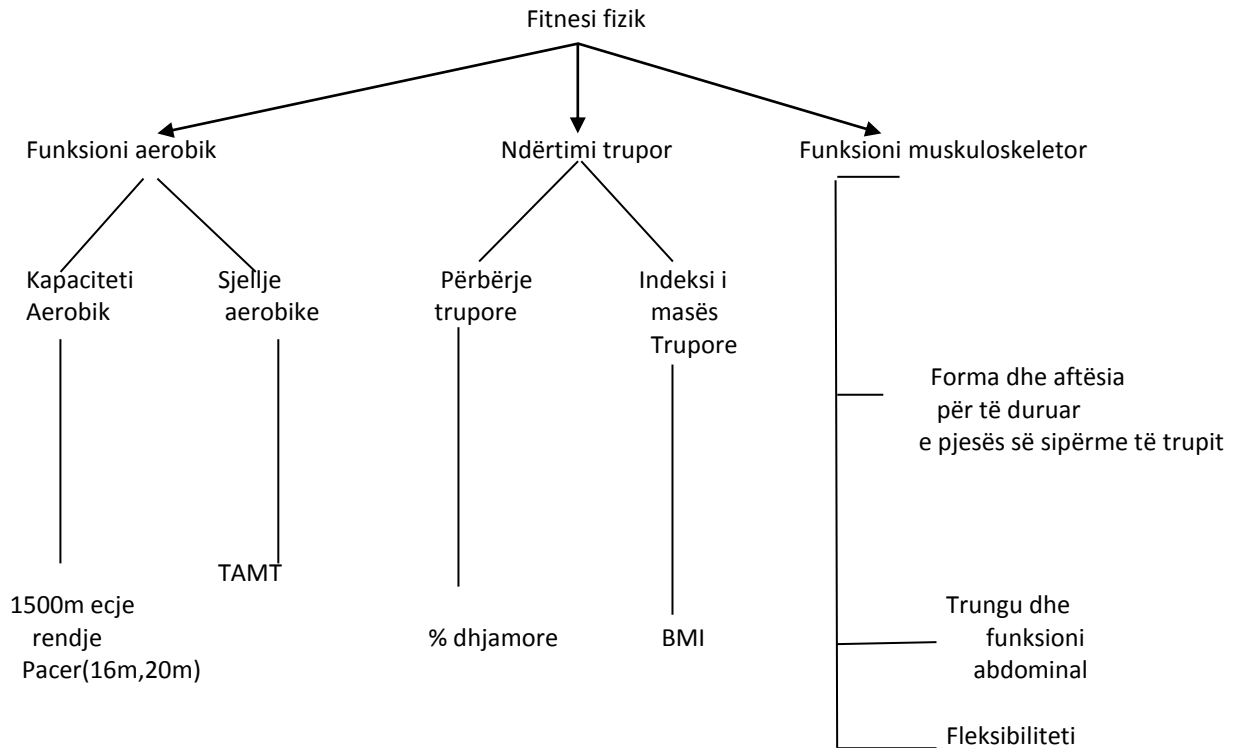 Fitnesi fizik
Funksioni aerobik
Ndërtimi trupor
Funksioni muskuloskeletor
Kapaciteti
Aerobik
Sjellje
aerobike
Përbërje
trupore
Indeksi i
masës
Trupore
Forma dhe aftësia
për të duruar
e pjesës së sipërme të trupit
TAMT
1500m ecje
rendje
Pacer(16m,20m)
% dhjamore
BMI
Trungu dhe
funksioni
abdominal
Fleksibiliteti